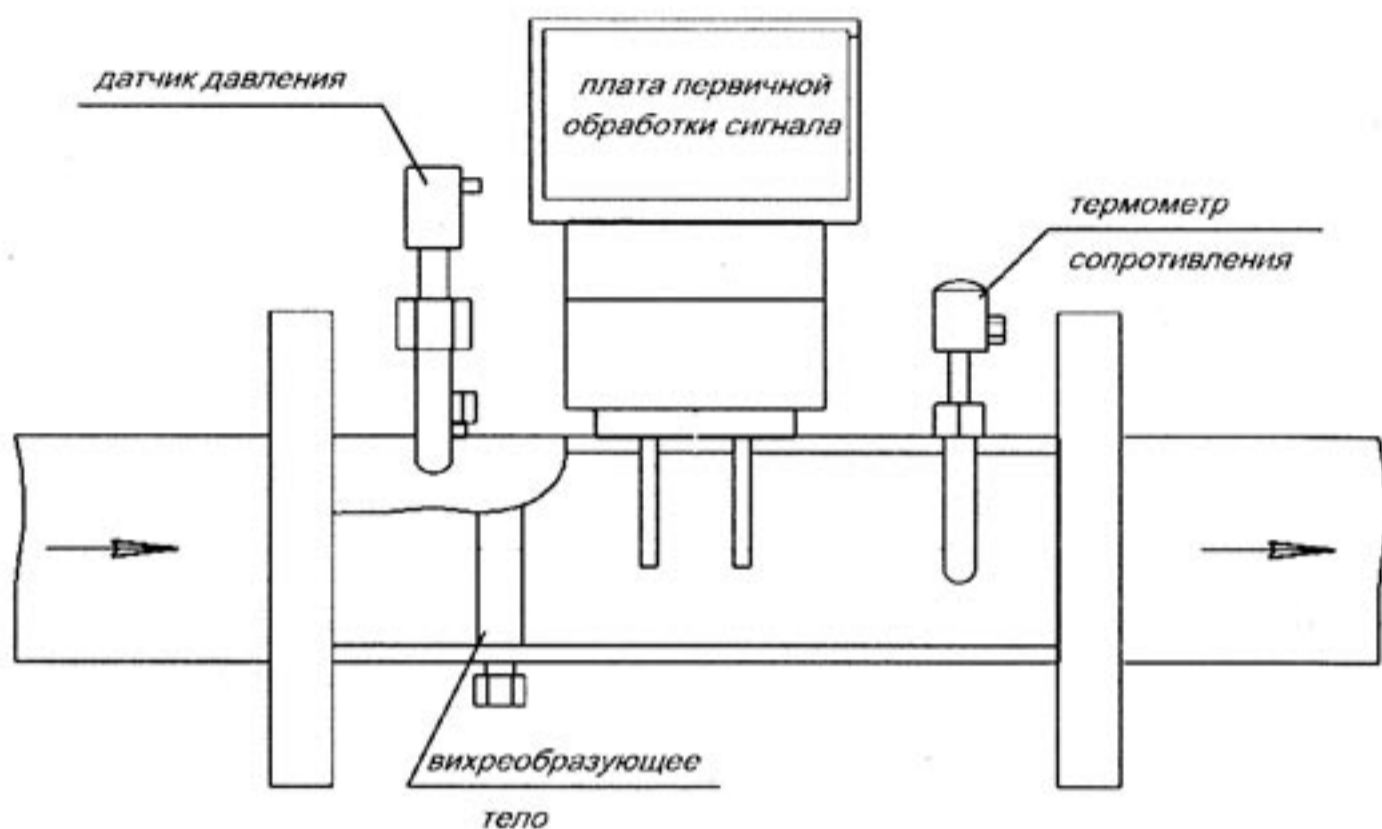 датчик давления
плата первичной
обработки сигнала
термометр
сопротивления
вихреобразующее
тело